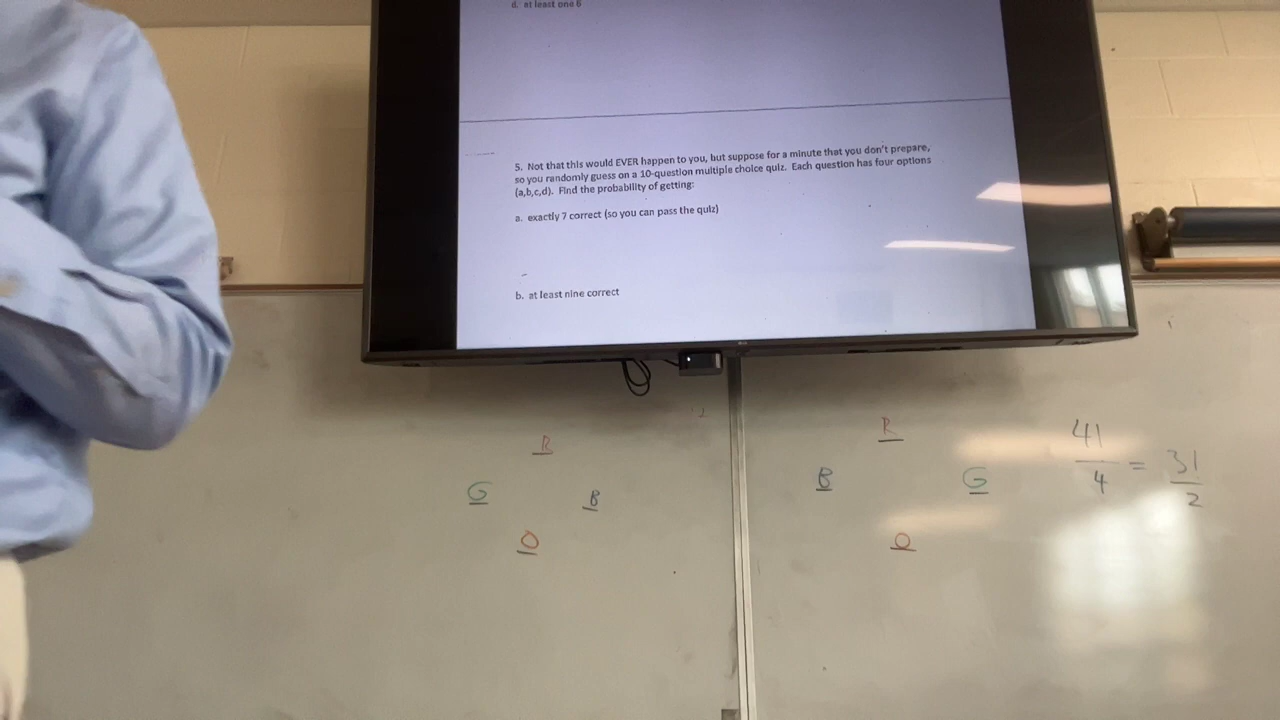 d. at least one 6
5. Not that this would EVER happen to you, but suppose for a minute that you don't prepare,
so you randomly guess on a 10-question multiple choice quiz. Each question has four options
(a,b,c,d). Find the probability of getting:
a. exactly 7 correct (so you can pass the quiz)
b. at least nine correct
R
G
B
O
R
B
G
O
41
4
=
31
2